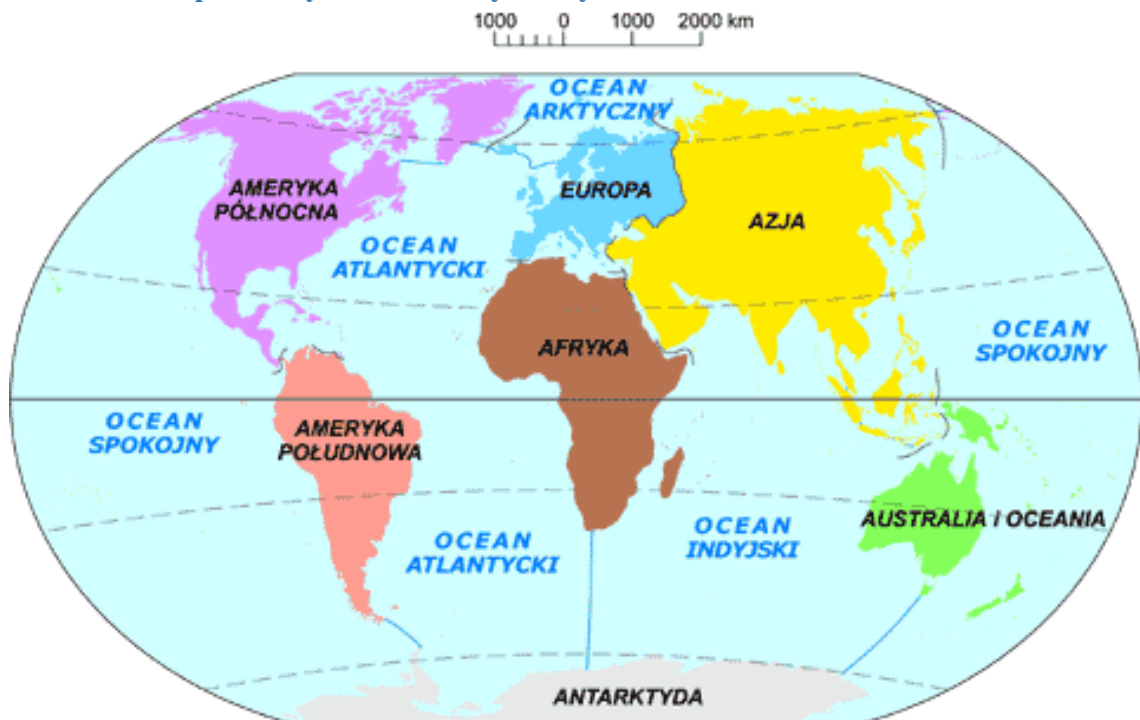 1000 0 1000 2000 km
OCEAN
ARKTYCZNY
AMERYKA
PÓŁNOCNA
EUROPA
AZJA
OCEAN
ATLANTYCKI
OCEAN
SPOKOJNY
AFRYKA
OCEAN
SPOKOJNY
AMERYKA
POŁUDNOWA
AUSTRALIA I OCEANIA
OCEAN
INDYJSKI
OCEAN
ATLANTYCKI
ANTARKTYDA